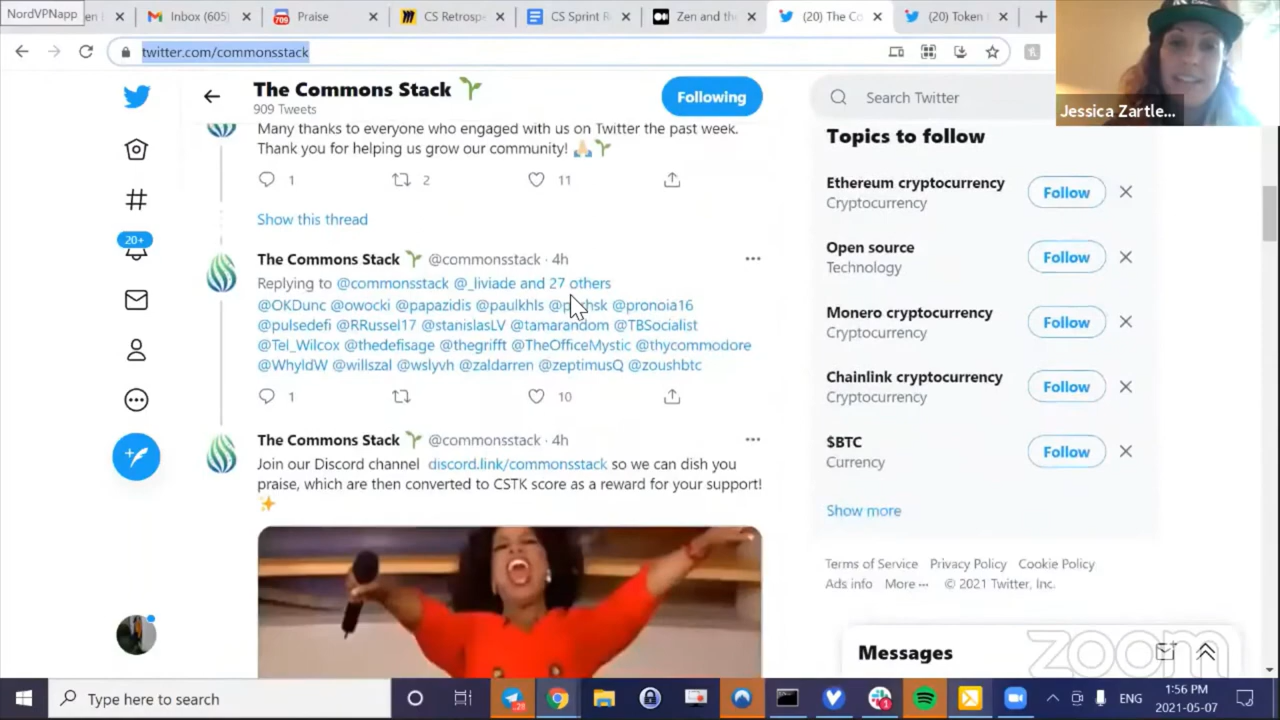 NordVPNapp
en E
Inbox (605)
Praise
CS Retrospe
CS Sprint R
Zen and the
(20) The Co
(20) Token
twitter.com/commonsstack
Jessica Zartle...
The Commons Stack
909 Tweets
Following
Search Twitter
Many thanks to everyone who engaged with us on Twitter the past week.
Thank you for helping us grow our community!
1 2 11
Show this thread
20+
The Commons Stack @commonsstack · 4h
Replying to @commonsstack @_liviade and 27 others
@OKDunc @owocki @papazidis @paulkhls @pronoia16
@pulsedefi @RRussel17 @stanislasLV @tamarandom @TBSocialist
@Tel_Wilcox @thedefisage @thegrifft @TheOfficeMystic @thycommodore
@WhyldW @willszal @wslyvh @zaldarren @zeptimusQ @zoushbtc
1 10
The Commons Stack @commonsstack · 4h
Join our Discord channel discord.link/commonsstack so we can dish you
praise, which are then converted to CSTK score as a reward for your support!
Topics to follow
Ethereum cryptocurrency
Cryptocurrency
Follow
Open source
Technology
Follow
Monero cryptocurrency
Cryptocurrency
Follow
Chainlink cryptocurrency
Cryptocurrency
Follow
$BTC
Currency
Follow
Show more
Terms of Service Privacy Policy Cookie Policy
Ads info More ··· © 2021 Twitter, Inc.
Messages
zoom
Type here to search
ENG
1:56 PM
2021-05-07